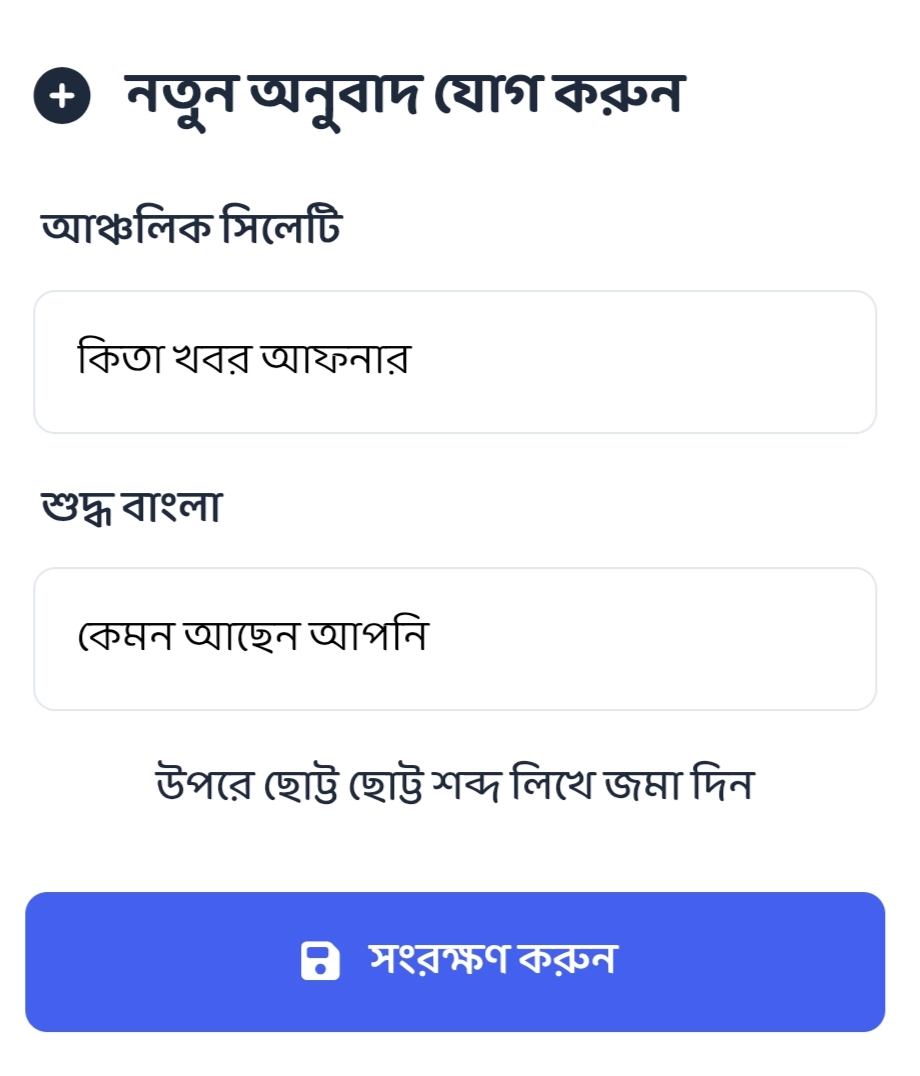 নতুন অনুবাদ যোগ করুন
আঞ্চলিক সিলেটি
কিতা খবর আফনার
শুদ্ধ বাংলা
কেমন আছেন আপনি
উপরে ছোট্ট ছোট্ট শব্দ লিখে জমা দিন
সংরক্ষণ করুন